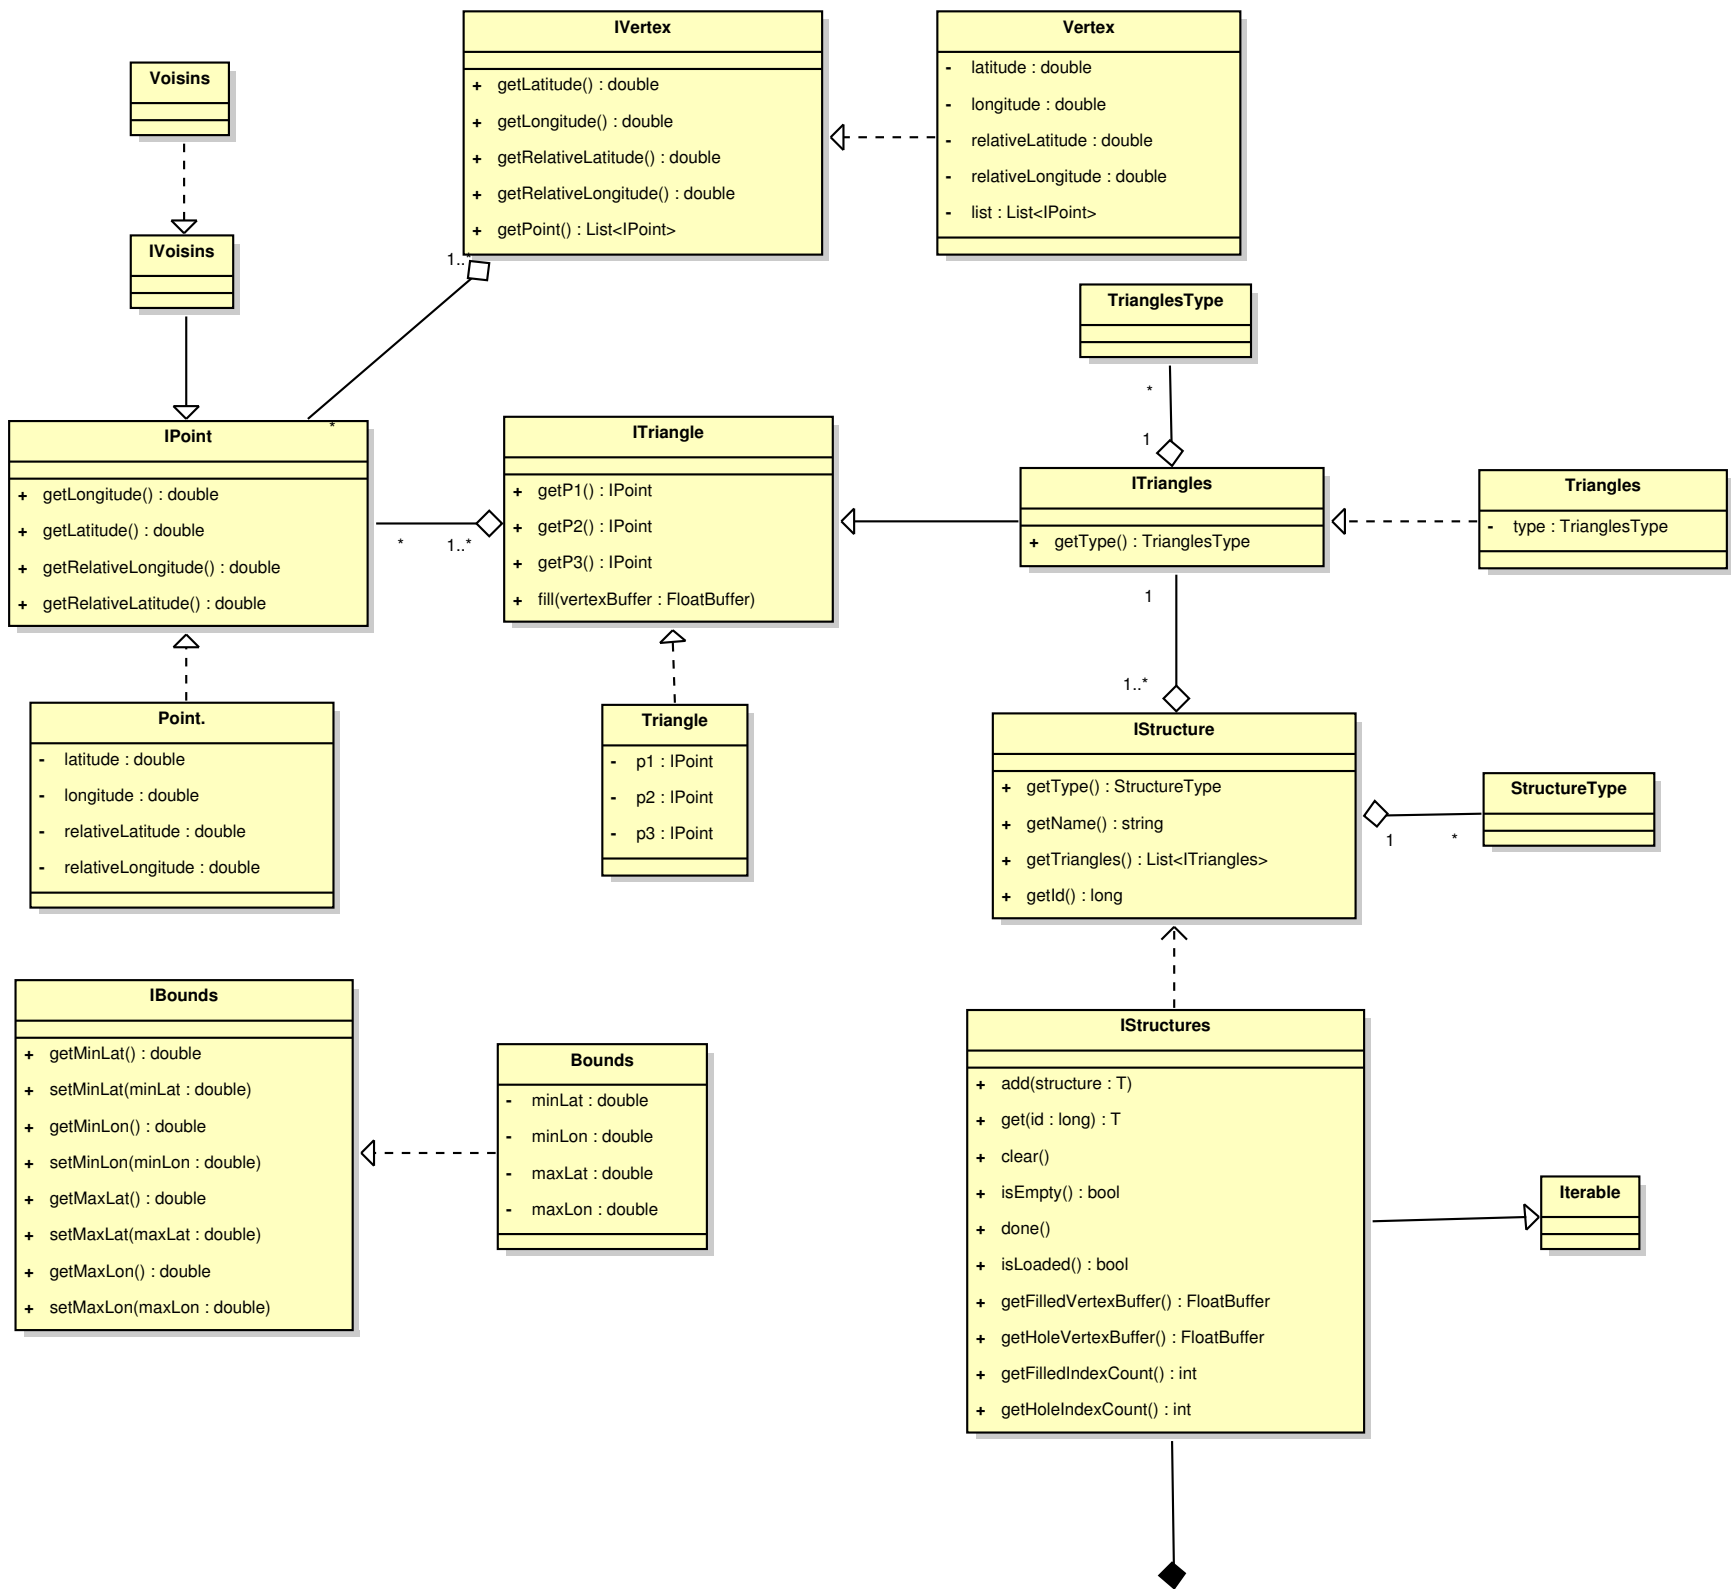 IVertex
+ getLatitude() : double
+ getLongitude() : double
+ getRelativeLatitude() : double
+ getRelativeLongitude() : double
+ getPoint() : List<IPoint>
Vertex
- latitude : double
- longitude : double
- relativeLatitude : double
- relativeLongitude : double
- list : List<IPoint>
Voisins
IVoisins
1..*
*
TrianglesType
*
1
IPoint
+ getLongitude() : double
+ getLatitude() : double
+ getRelativeLongitude() : double
+ getRelativeLatitude() : double
* 1..*
ITriangle
+ getP1() : IPoint
+ getP2() : IPoint
+ getP3() : IPoint
+ fill(vertexBuffer : FloatBuffer)
ITriangles
+ getType() : TrianglesType
Triangles
- type : TrianglesType
1
1..*
Point.
- latitude : double
- longitude : double
- relativeLatitude : double
- relativeLongitude : double
Triangle
- p1 : IPoint
- p2 : IPoint
- p3 : IPoint
IStructure
+ getType() : StructureType
+ getName() : string
+ getTriangles() : List<ITriangles>
+ getId() : long
1 *
StructureType
IBounds
+ getMinLat() : double
+ setMinLat(minLat : double)
+ getMinLon() : double
+ setMinLon(minLon : double)
+ getMaxLat() : double
+ setMaxLat(maxLat : double)
+ getMaxLon() : double
+ setMaxLon(maxLon : double)
Bounds
- minLat : double
- minLon : double
- maxLat : double
- maxLon : double
IStructures
+ add(structure : T)
+ get(id : long) : T
+ clear()
+ isEmpty() : bool
+ done()
+ isLoaded() : bool
+ getFilledVertexBuffer() : FloatBuffer
+ getHoleVertexBuffer() : FloatBuffer
+ getFilledIndexCount() : int
+ getHoleIndexCount() : int
Iterable